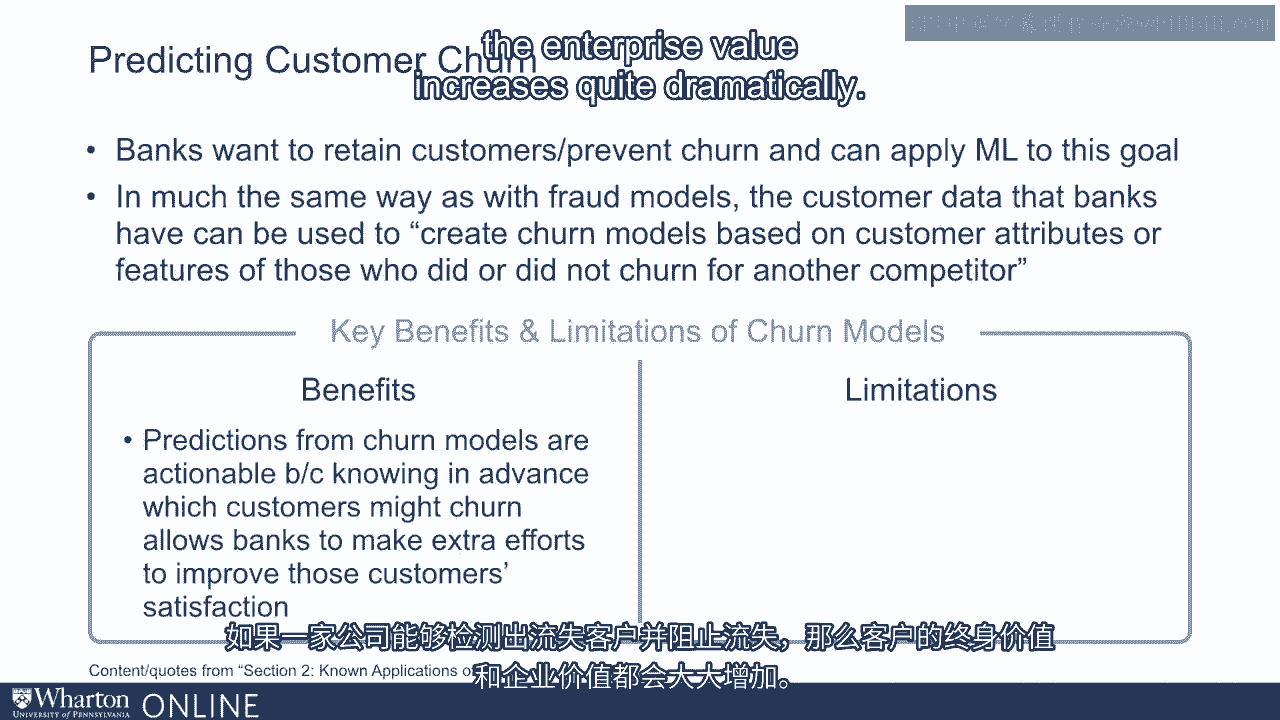 the enterprise value
Predicting Customer Churn
increases quite dramatically.
• Banks want to retain customers/prevent churn and can apply ML to this goal
• In much the same way as with fraud models, the customer data that banks
have can be used to “create churn models based on customer attributes or
features of those who did or did not churn for another competitor”
Key Benefits & Limitations of Churn Models
Benefits
Limitations
• Predictions from churn models are
actionable b/c knowing in advance
which customers might churn
allows banks to make extra efforts
to improve those customers’
satisfaction
如果一家公司能够检测出流失客户并阻止流失，那么客户的终身价值
Content/quotes from “Section 2: Known Applications of
和企业价值都会大大增加。
Wharton
UNIVERSITY of PENNSYLVANIA
ONLINE